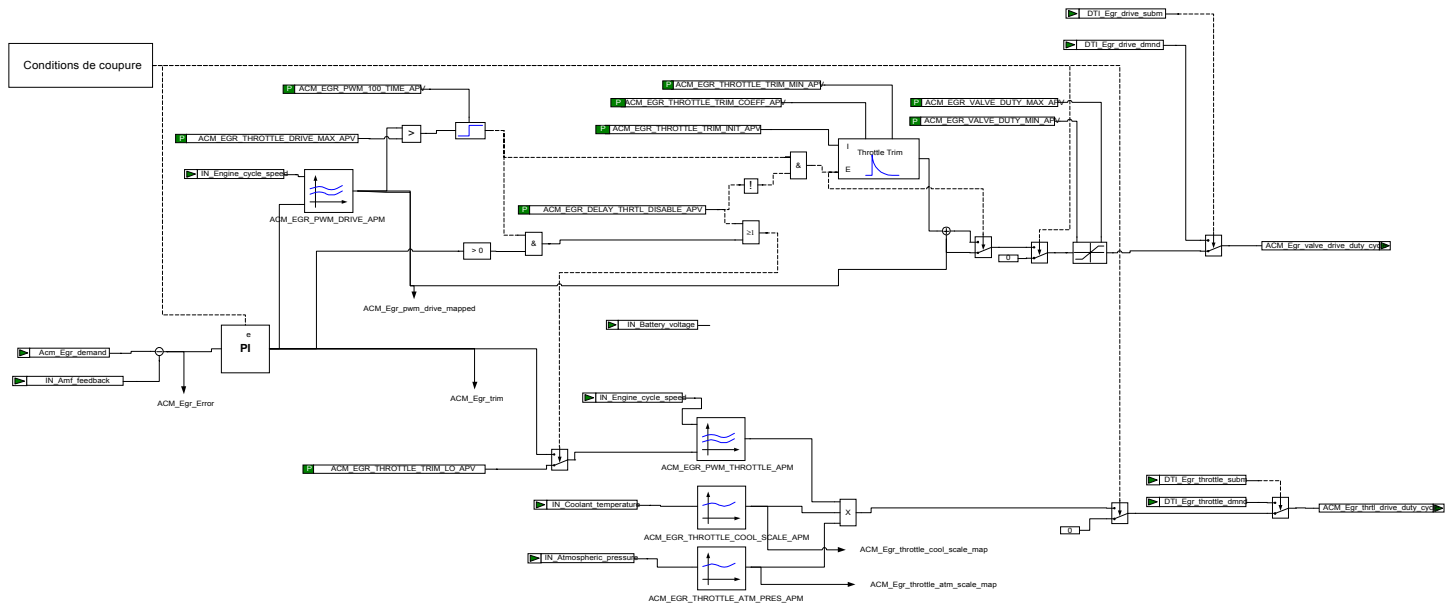 DTI_Egr_drive_subm
DTI_Egr_drive_dmnd
Conditions de coupure
P ACM_EGR_PWM_100_TIME_APV
P ACM_EGR_THROTTLE_TRIM_MIN_APV
P ACM_EGR_THROTTLE_TRIM_COEFF_APV
P ACM_EGR_VALVE_DUTY_MAX_APV
P ACM_EGR_VALVE_DUTY_MIN_APV
P ACM_EGR_THROTTLE_TRIM_INIT_APV
P ACM_EGR_THROTTLE_DRIVE_MAX_APV
>
I
Throttle Trim
E
&
IN_Engine_cycle_speed
!
ACM_EGR_PWM_DRIVE_APM
P ACM_EGR_DELAY_THRTL_DISABLE_APV
≥1
&
> 0
0
ACM_Egr_valve_drive_duty_cyc
ACM_Egr_pwm_drive_mapped
IN_Battery_voltage
e
PI
Acm_Egr_demand
IN_Amf_feedback
ACM_Egr_Error
ACM_Egr_trim
IN_Engine_cycle_speed
ACM_EGR_PWM_THROTTLE_APM
P ACM_EGR_THROTTLE_TRIM_LO_APV
DTI_Egr_throttle_subm
DTI_Egr_throttle_dmnd
IN_Coolant_temperature
X
ACM_Egr_thrtl_drive_duty_cyc
0
ACM_EGR_THROTTLE_COOL_SCALE_APM
ACM_Egr_throttle_cool_scale_map
IN_Atmospheric_pressure
ACM_Egr_throttle_atm_scale_map
ACM_EGR_THROTTLE_ATM_PRES_APM